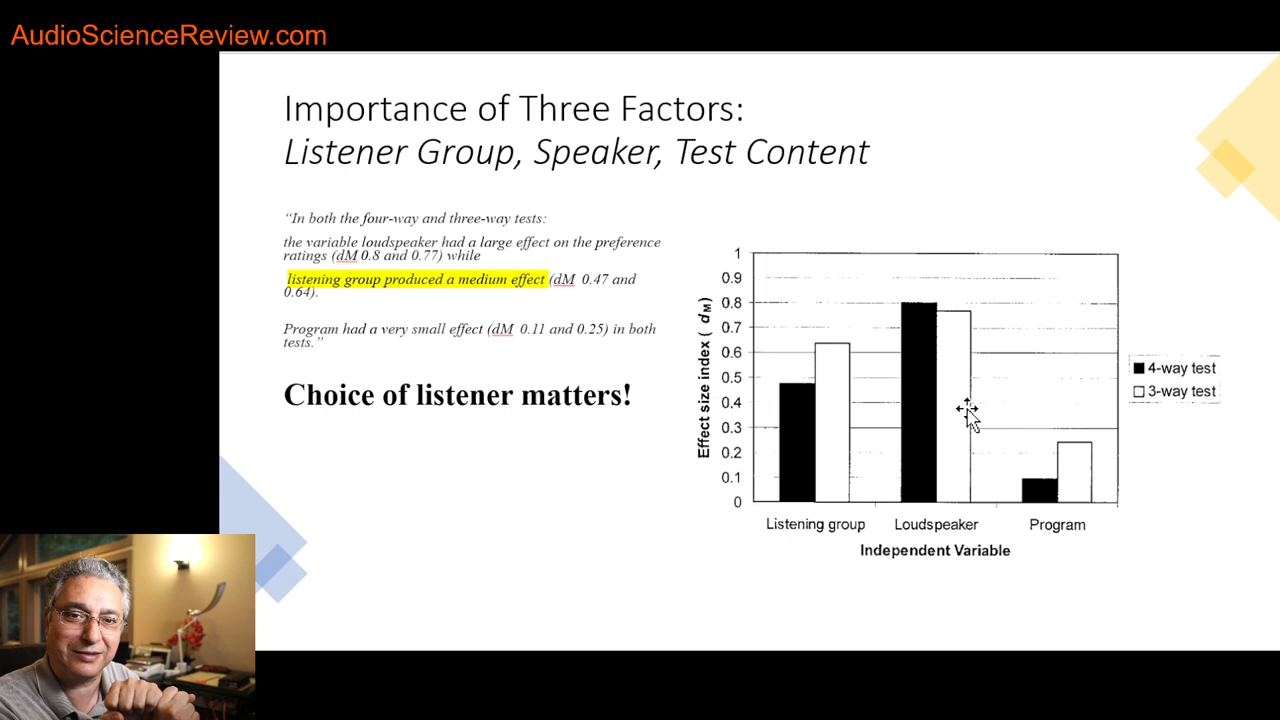 AudioScienceReview.com
Importance of Three Factors:
Listener Group, Speaker, Test Content
“In both the four-way and three-way tests:
the variable loudspeaker had a large effect on the preference
ratings (dM 0.8 and 0.77) while
listening group produced a medium effect (dM 0.47 and
0.64).
Program had a very small effect (dM 0.11 and 0.25) in both
tests.”
Choice of listener matters!
Effect size index ( dM)
1
0.9
0.8
0.7
0.6
0.5
0.4
0.3
0.2
0.1
0
Listening group
Loudspeaker
Program
Independent Variable
4-way test
3-way test